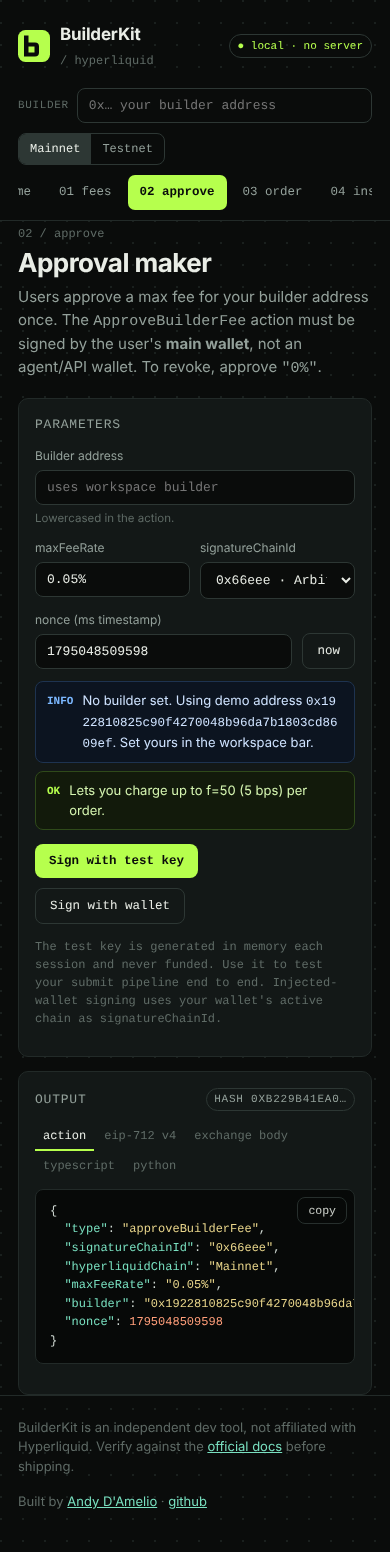 BuilderKit
/ hyperliquid
● local · no server
BUILDER
0x… your builder address
Mainnet
Testnet
me
01 fees
02 approve
03 order
04 ins
02 / approve
Approval maker
Users approve a max fee for your builder address
once. The ApproveBuilderFee action must be
signed by the user's main wallet, not an
agent/API wallet. To revoke, approve "0%".
PARAMETERS
Builder address
uses workspace builder
Lowercased in the action.
maxFeeRate
signatureChainId
0.05%
0x66eee · Arbi
nonce (ms timestamp)
1795048509598
now
INFO No builder set. Using demo address 0x19
22810825c90f4270048b96da7b1803cd86
09ef. Set yours in the workspace bar.
OK Lets you charge up to f=50 (5 bps) per
order.
Sign with test key
Sign with wallet
The test key is generated in memory each
session and never funded. Use it to test
your submit pipeline end to end. Injected-
wallet signing uses your wallet's active
chain as signatureChainId.
OUTPUT
HASH 0XB229B41EA0…
action
eip-712 v4
exchange body
typescript
python
copy
{
"type": "approveBuilderFee",
"signatureChainId": "0x66eee",
"hyperliquidChain": "Mainnet",
"maxFeeRate": "0.05%",
"builder": "0x1922810825c90f4270048b96da
"nonce": 1795048509598
}
BuilderKit is an independent dev tool, not affiliated with
Hyperliquid. Verify against the official docs before
shipping.
Built by Andy D'Amelio · github